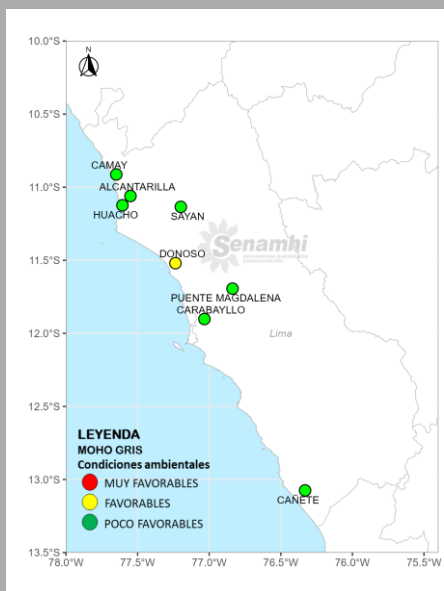 N
10.0°S
10.5°S
11.0°S
11.5°S
12.0°S
12.5°S
13.0°S
13.5°S
CAMAY
ALCANTARILLA
HUACHO
SAYAN
DONOSO
Senamhi
PUENTE MAGDALENA
CARABAYLLO
Lima
CAÑETE
LEYENDA
MOHO GRIS
Condiciones ambientales
MUY FAVORABLES
FAVORABLES
POCO FAVORABLES
78.0°W 77.5°W 77.0°W 76.5°W 76.0°W 75.5°W